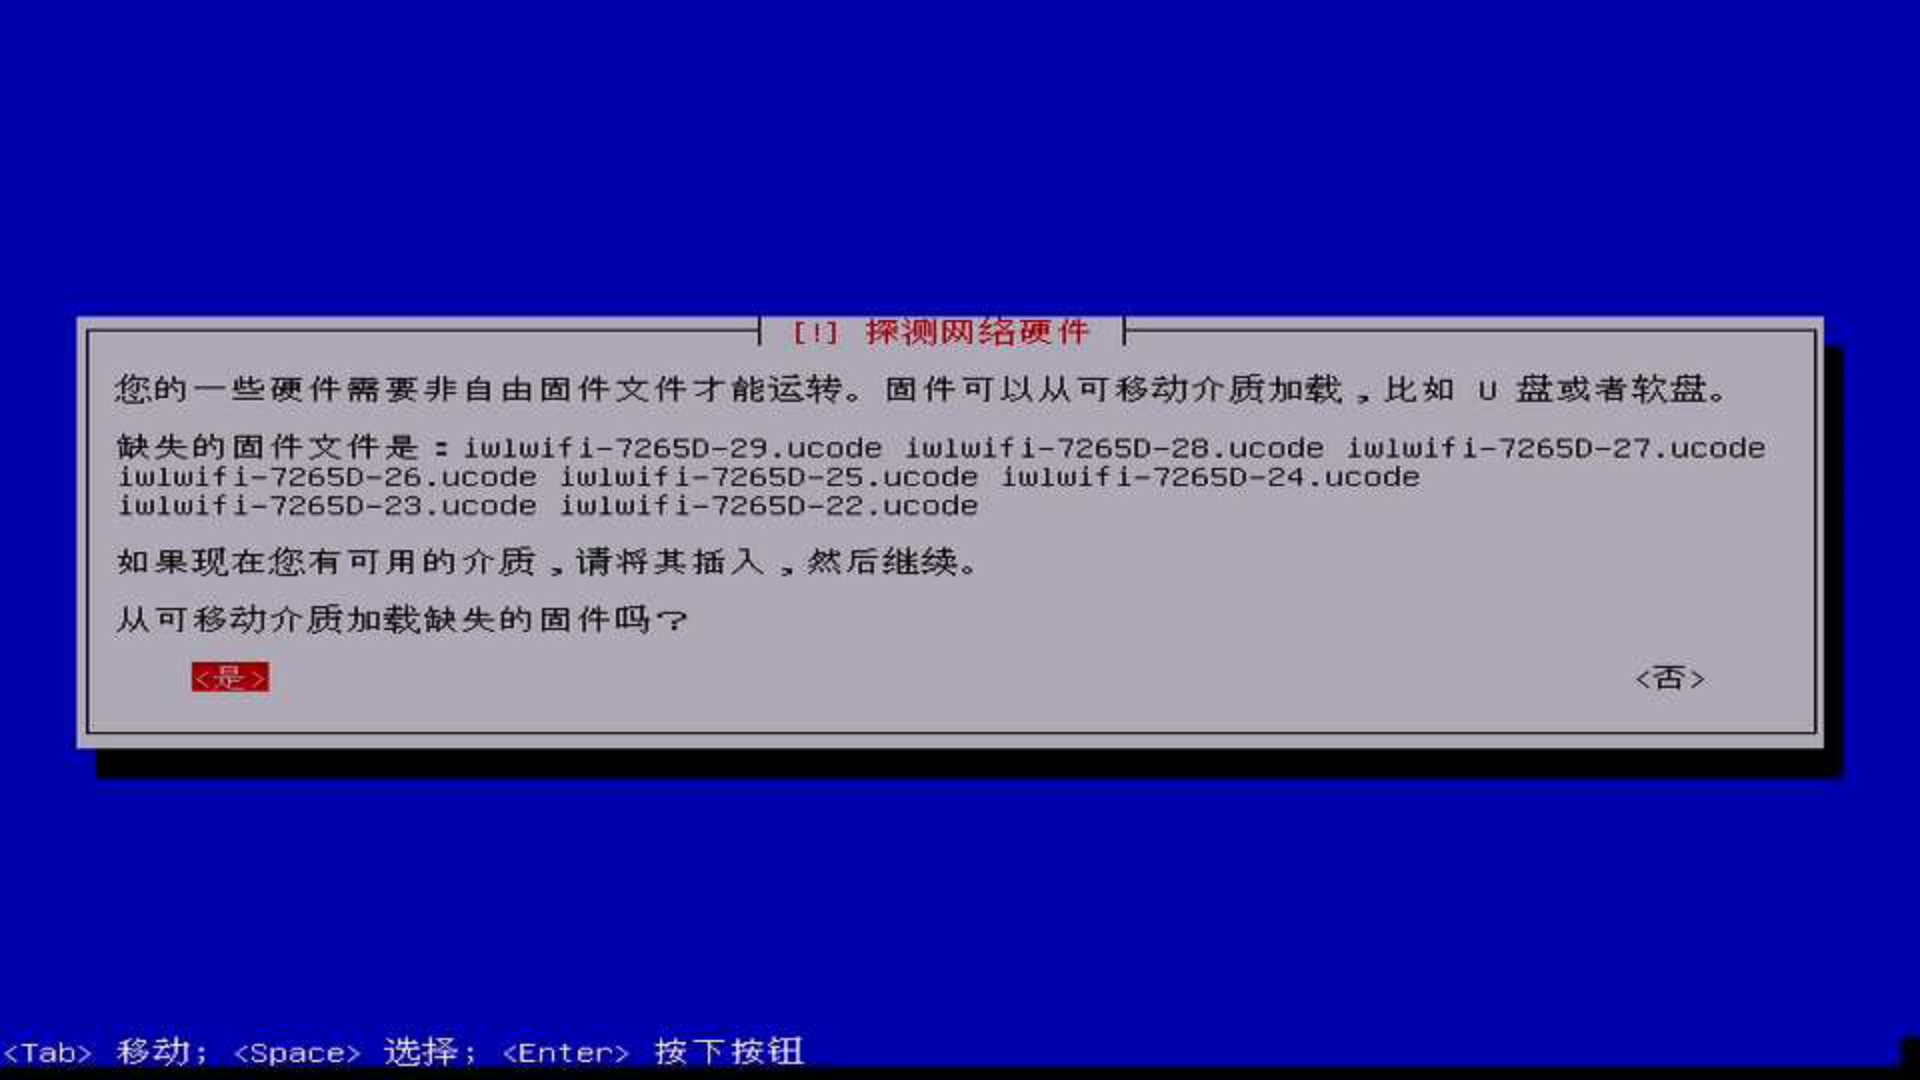 [!] 探测网络硬件
您的一些硬件需要非自由固件文件才能运转。固件可以从可移动介质加载，比如 U 盘或者软盘。
缺失的固件文件是：iwlwifi-7265D-29.ucode iwlwifi-7265D-28.ucode iwlwifi-7265D-27.ucode
iwlwifi-7265D-26.ucode iwlwifi-7265D-25.ucode iwlwifi-7265D-24.ucode
iwlwifi-7265D-23.ucode iwlwifi-7265D-22.ucode
如果现在您有可用的介质，请将其插入，然后继续。
从可移动介质加载缺失的固件吗？
<是> <否>
<Tab> 移动; <Space> 选择; <Enter> 按下按钮